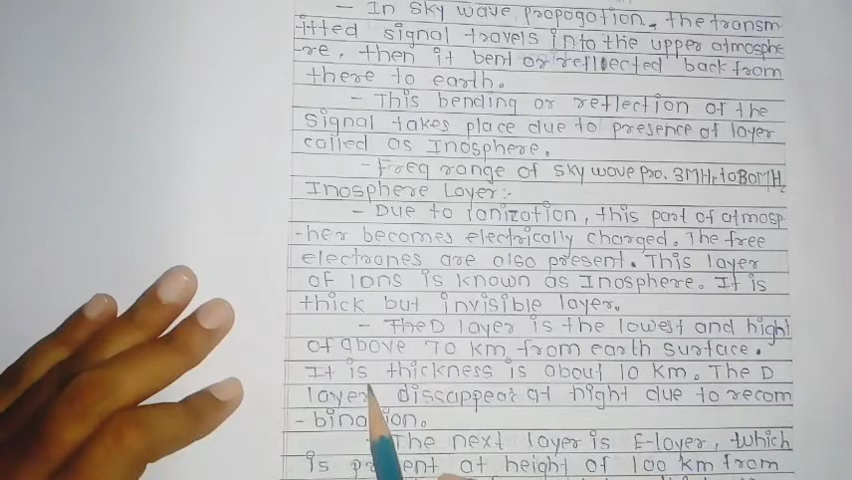 - In sky wave propogotion, the transm
-itted signal travels into the upper atmosphe
-re, then it bent or reflected back from
there to earth.
- This bending or reflection of the
signal takes place due to presence of layer
called as Inosphere.
- Freq range of sky wave pro. 3MHz to 30MHz
Inosphere Layer:-
- Due to ionization, this part of atmosp
-her becomes electrically charged. The free
electrones are also present. This layer
of Ions is known as Inosphere. It is
thick but invisible layer.
- The D layer is the lowest and hight
of above 70 km from earth surface.
It is thickness is about 10 km. The D
layer dissappear at hight due to recom
- bination.
- The next layer is E-layer, which
is present at height of 100 km from